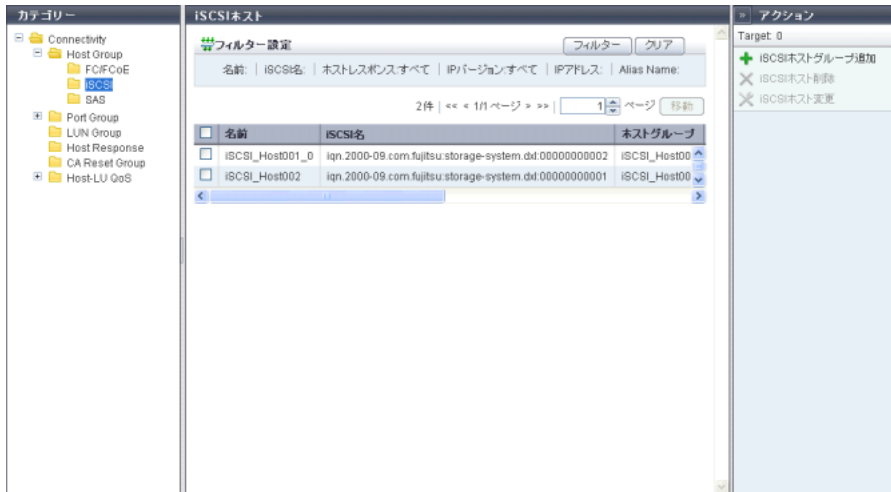 カテゴリー
Connectivity
Host Group
FC/FCoE
iSCSI
SAS
Port Group
LUN Group
Host Response
CA Reset Group
Host-LU QoS
iSCSIホスト
フィルター設定
フィルター クリア
名前: | iSCSI名: | ホストレスポンス:すべて | IPバージョン:すべて | IPアドレス: | Alias Name:
2件 | << < 1/1ページ > >> | 1 ページ 移動
名前 iSCSI名 ホストグループ
iSCSI_Host001_0 iqn.2000-09.com.fujitsu:storage-system.dxl:00000000002 iSCSI_Host00
iSCSI_Host002 iqn.2000-09.com.fujitsu:storage-system.dxl:00000000001 iSCSI_Host00
» アクション
Target: 0
iSCSIホストグループ追加
iSCSIホスト削除
iSCSIホスト変更